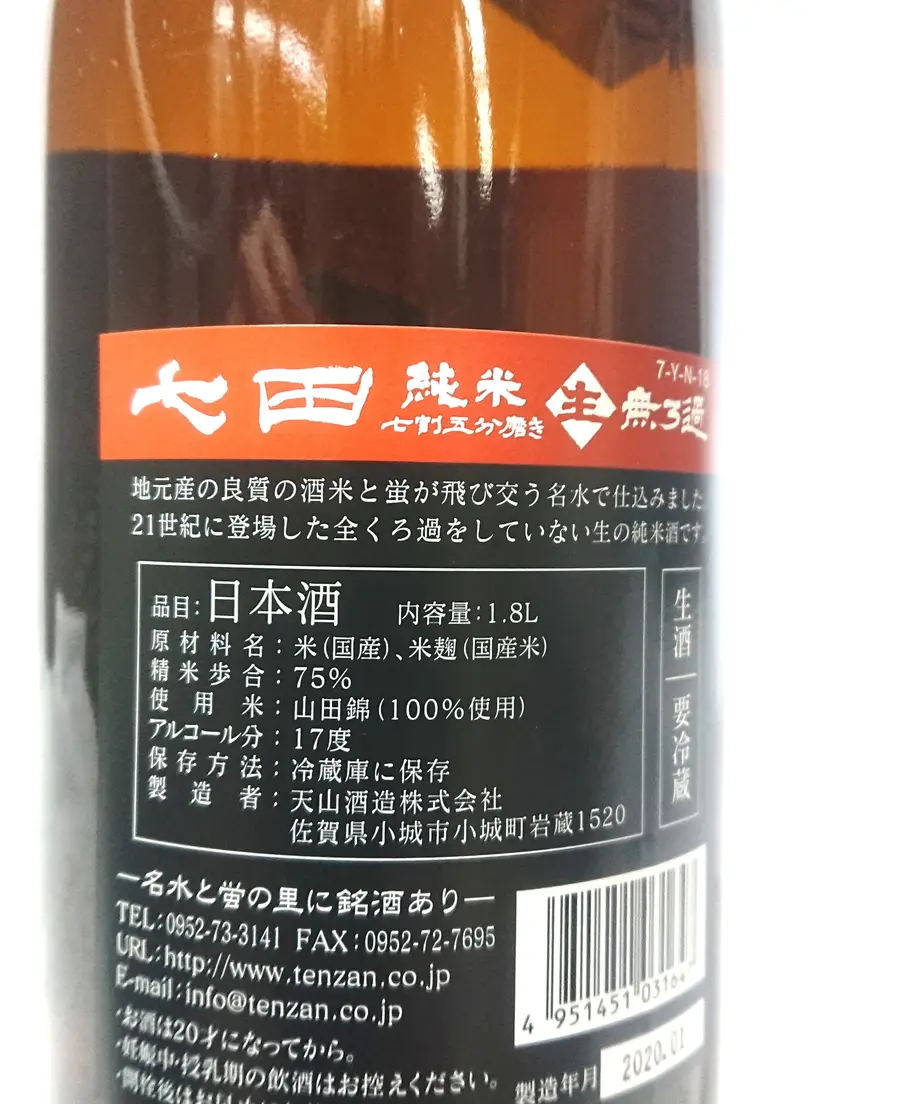 七田 純米 生 無ろ過
7-Y-N-18
七割五分磨き
地元産の良質の酒米と蛍が飛び交う名水で仕込みました
21世紀に登場した全くろ過をしていない生の純米酒です。
品目:日本酒 内容量:1.8L
原材料名:米(国産)、米麹(国産米)
精米歩合:75%
使用米:山田錦(100%使用)
アルコール分:17度
保存方法:冷蔵庫に保存
製造者:天山酒造株式会社
佐賀県小城市小城町岩蔵1520
生酒
要冷蔵
―名水と蛍の里に銘酒あり―
TEL:0952-73-3141 FAX:0952-72-7695
URL:http://www.tenzan.co.jp
E-mail:info@tenzan.co.jp
・お酒は20才になってから。
・妊娠中・授乳期の飲酒はお控えください。
・開栓後はお早めに
4 951451 03164
製造年月 2020.01